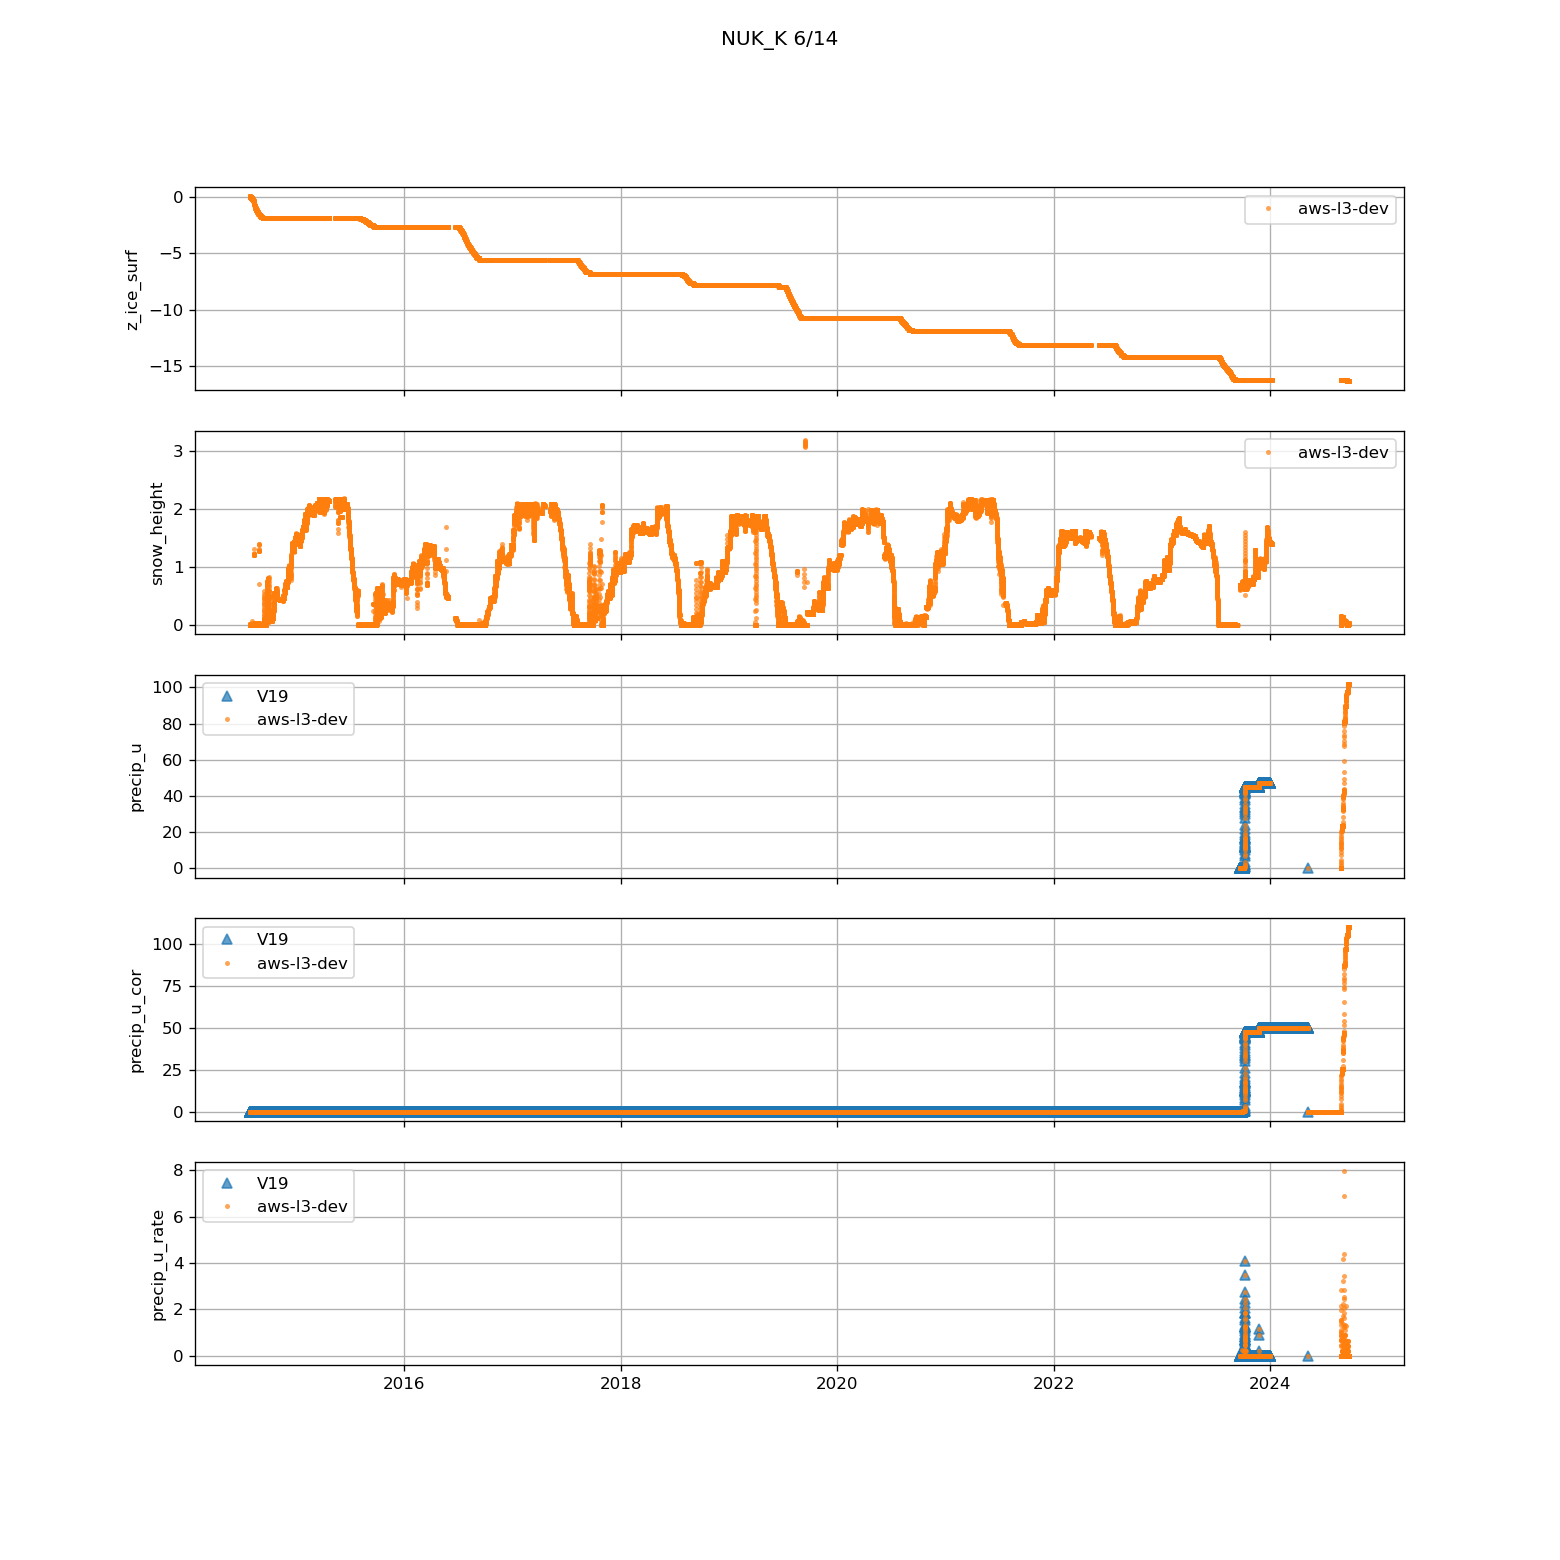 NUK_K 6/14
0
−5
−10
−15
z_ice_surf
aws-l3-dev
3
2
1
0
snow_height
aws-l3-dev
100
80
60
40
20
0
precip_u
V19
aws-l3-dev
100
75
50
25
0
precip_u_cor
V19
aws-l3-dev
8
6
4
2
0
precip_u_rate
V19
aws-l3-dev
2016 2018 2020 2022 2024